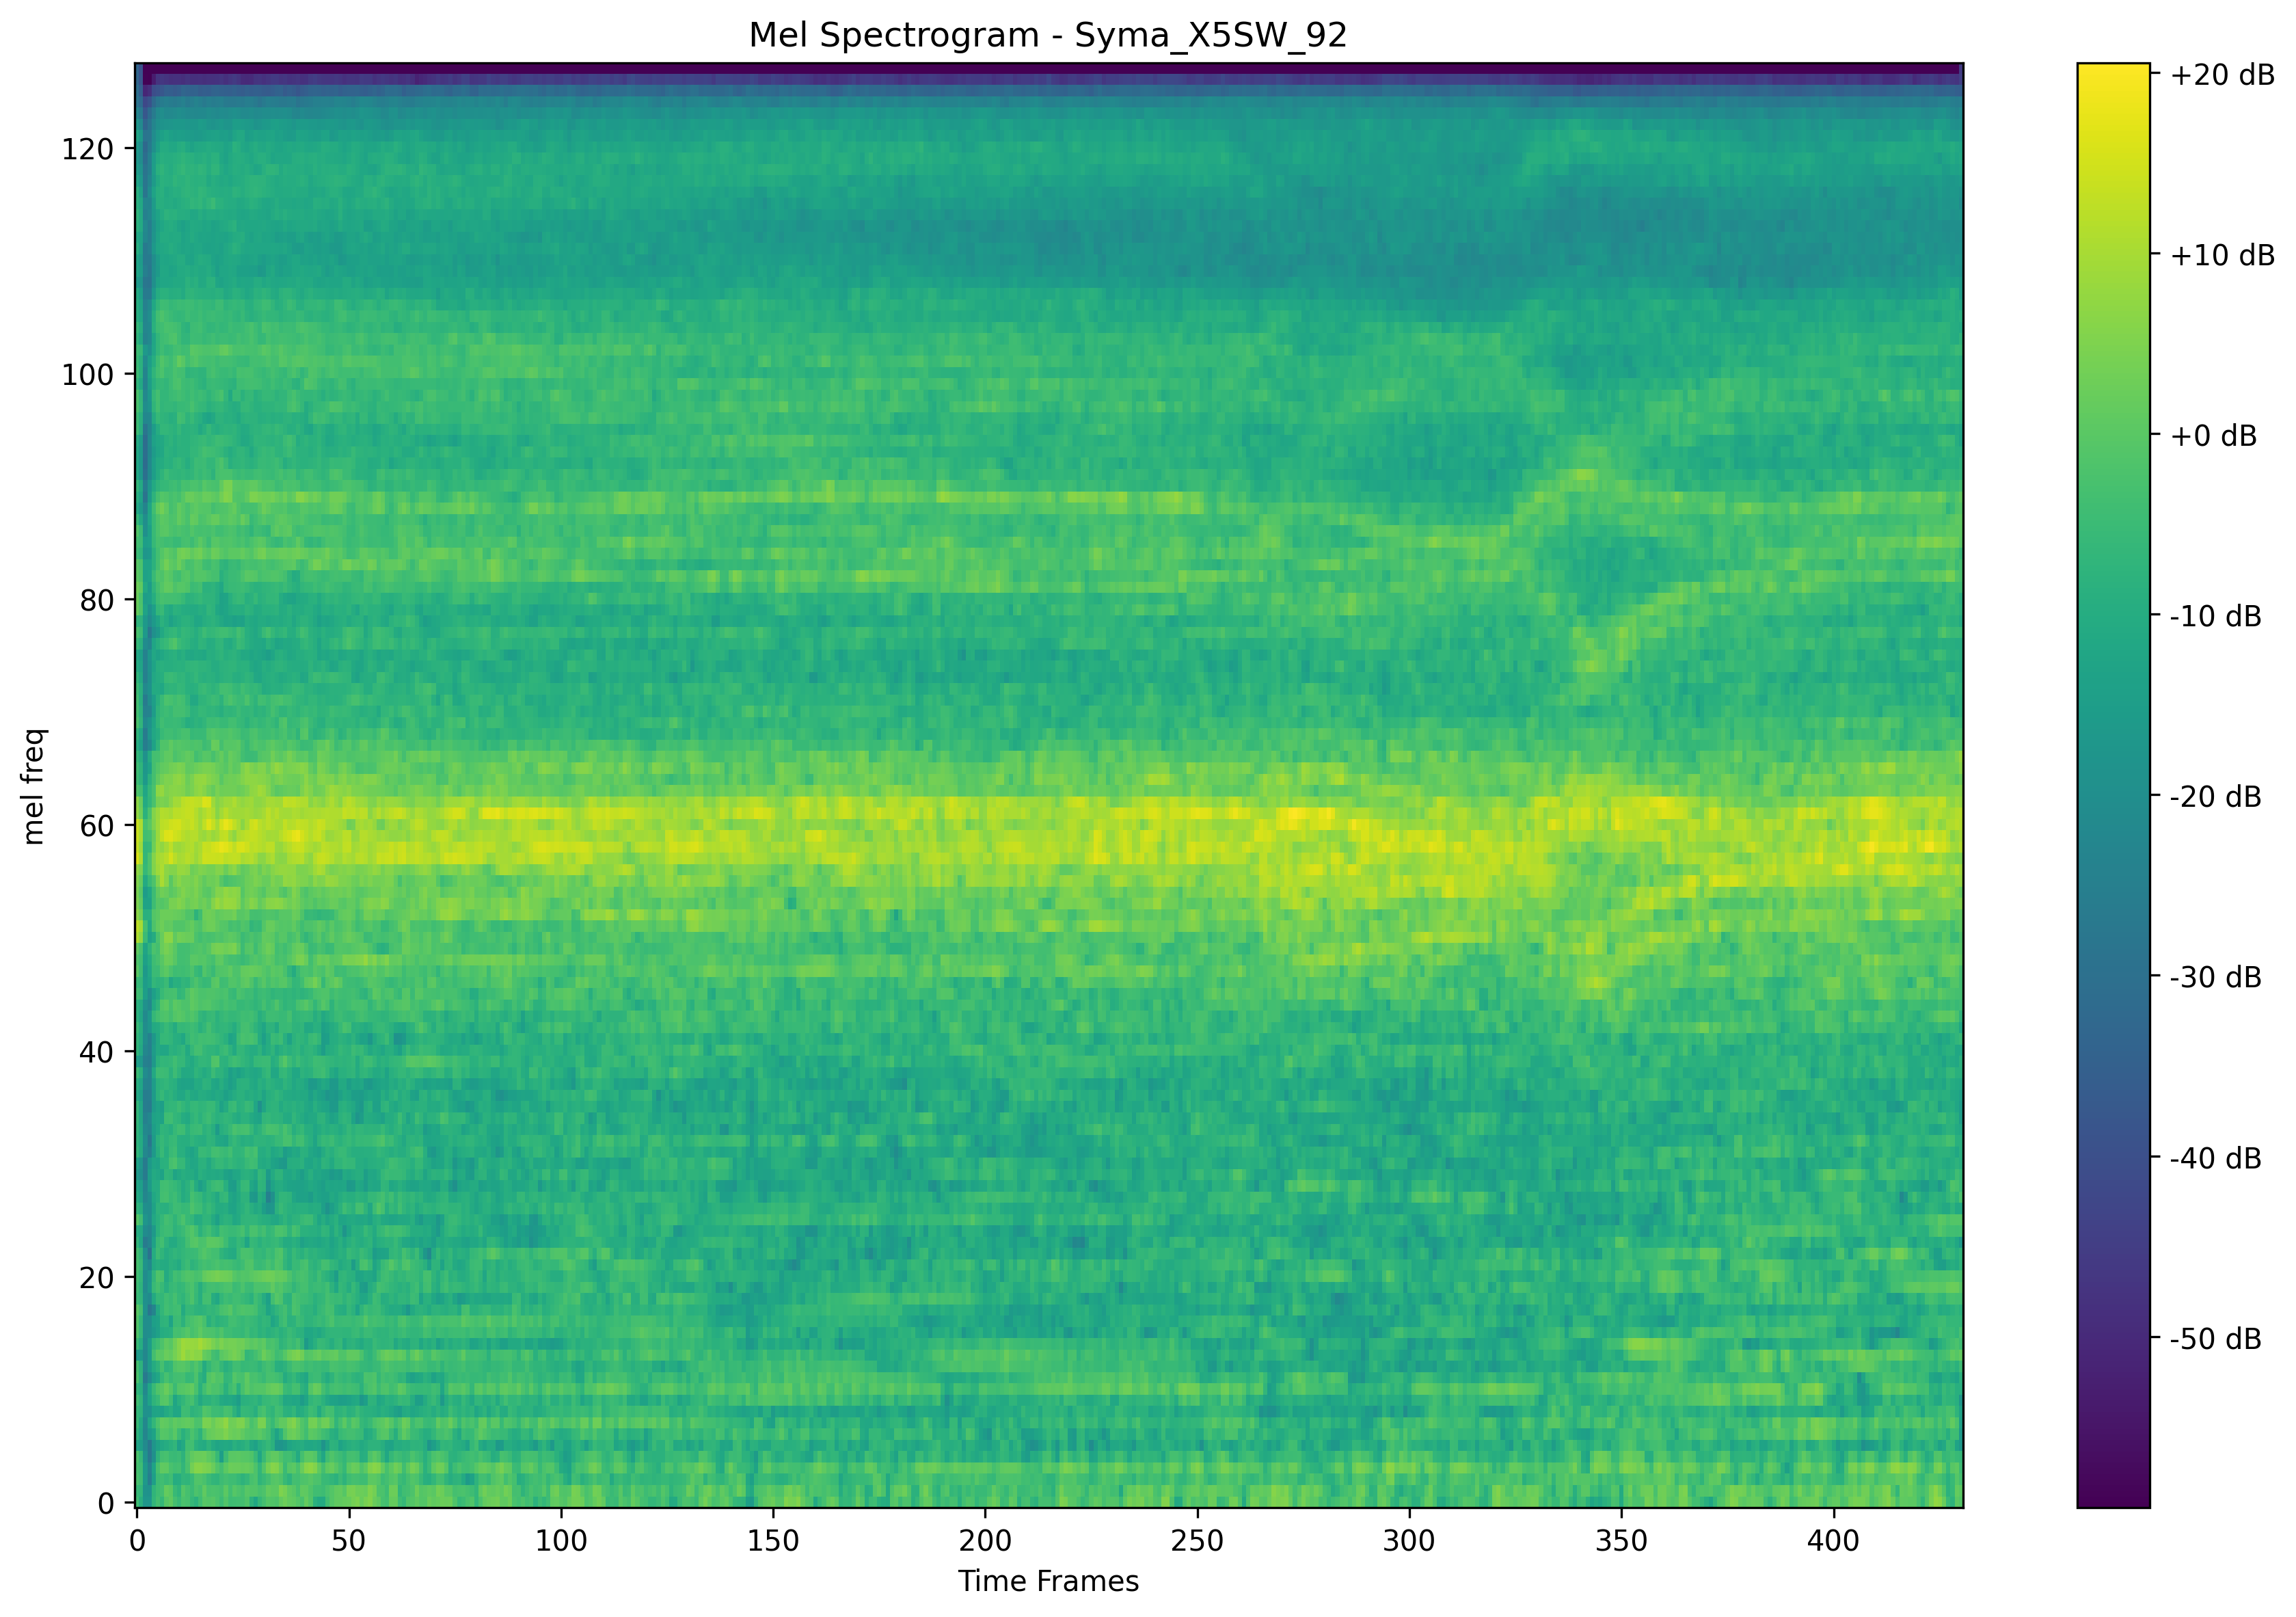 Mel Spectrogram - Syma_X5SW_92
mel freq
120
100
80
60
40
20
0
0 50 100 150 200 250 300 350 400
Time Frames
+20 dB
+10 dB
+0 dB
-10 dB
-20 dB
-30 dB
-40 dB
-50 dB